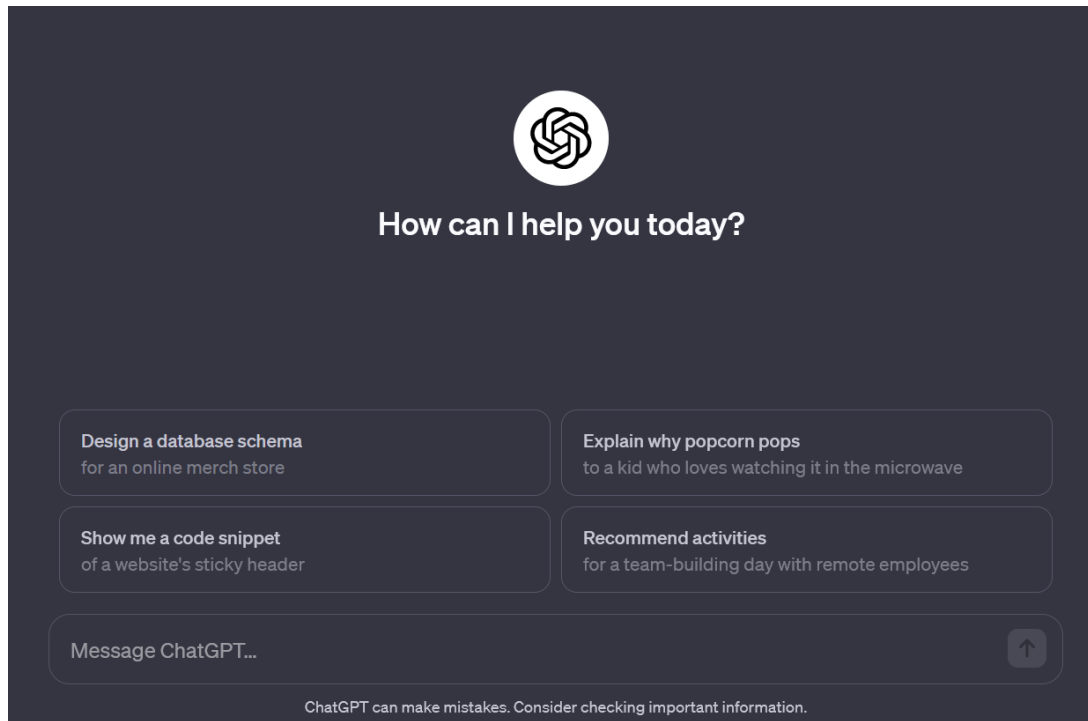 How can I help you today?
Design a database schema
for an online merch store
Explain why popcorn pops
to a kid who loves watching it in the microwave
Show me a code snippet
of a website's sticky header
Recommend activities
for a team-building day with remote employees
Message ChatGPT...
ChatGPT can make mistakes. Consider checking important information.